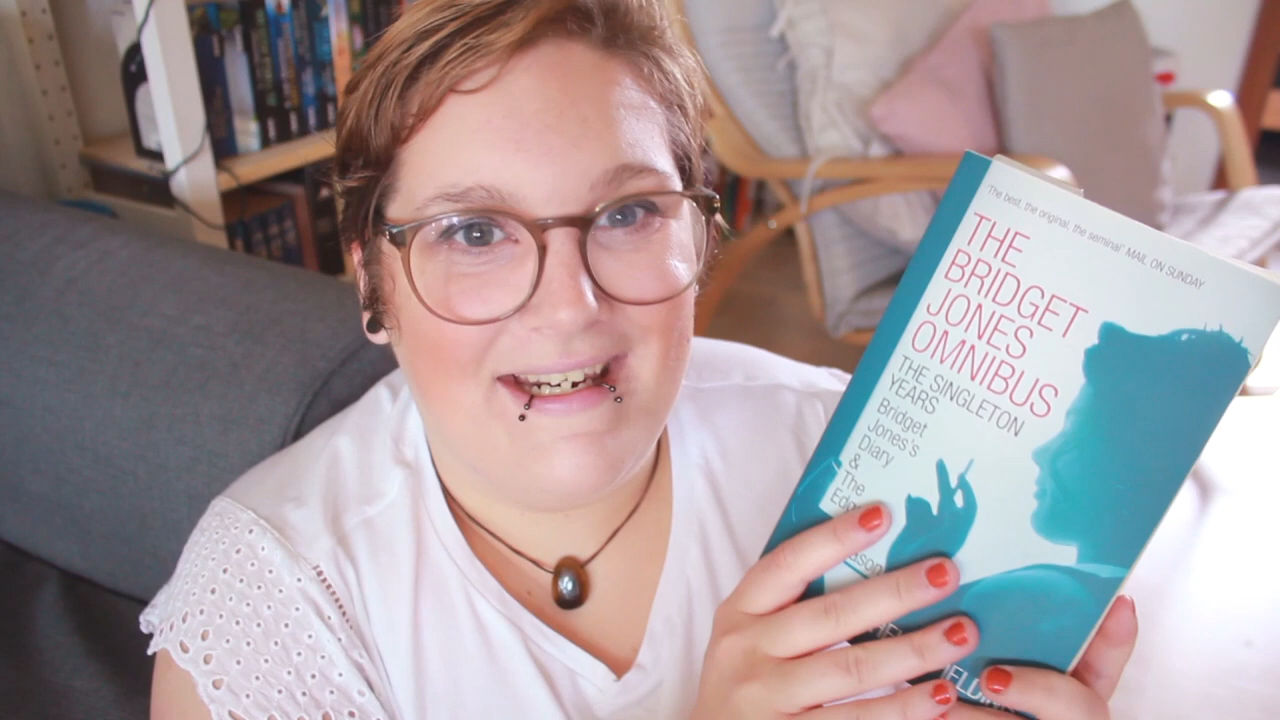 'The best, the original, the seminal' MAIL ON SUNDAY
THE
BRIDGET
JONES
OMNIBUS
THE SINGLETON
YEARS
Bridget
Jones's
Diary
&
The